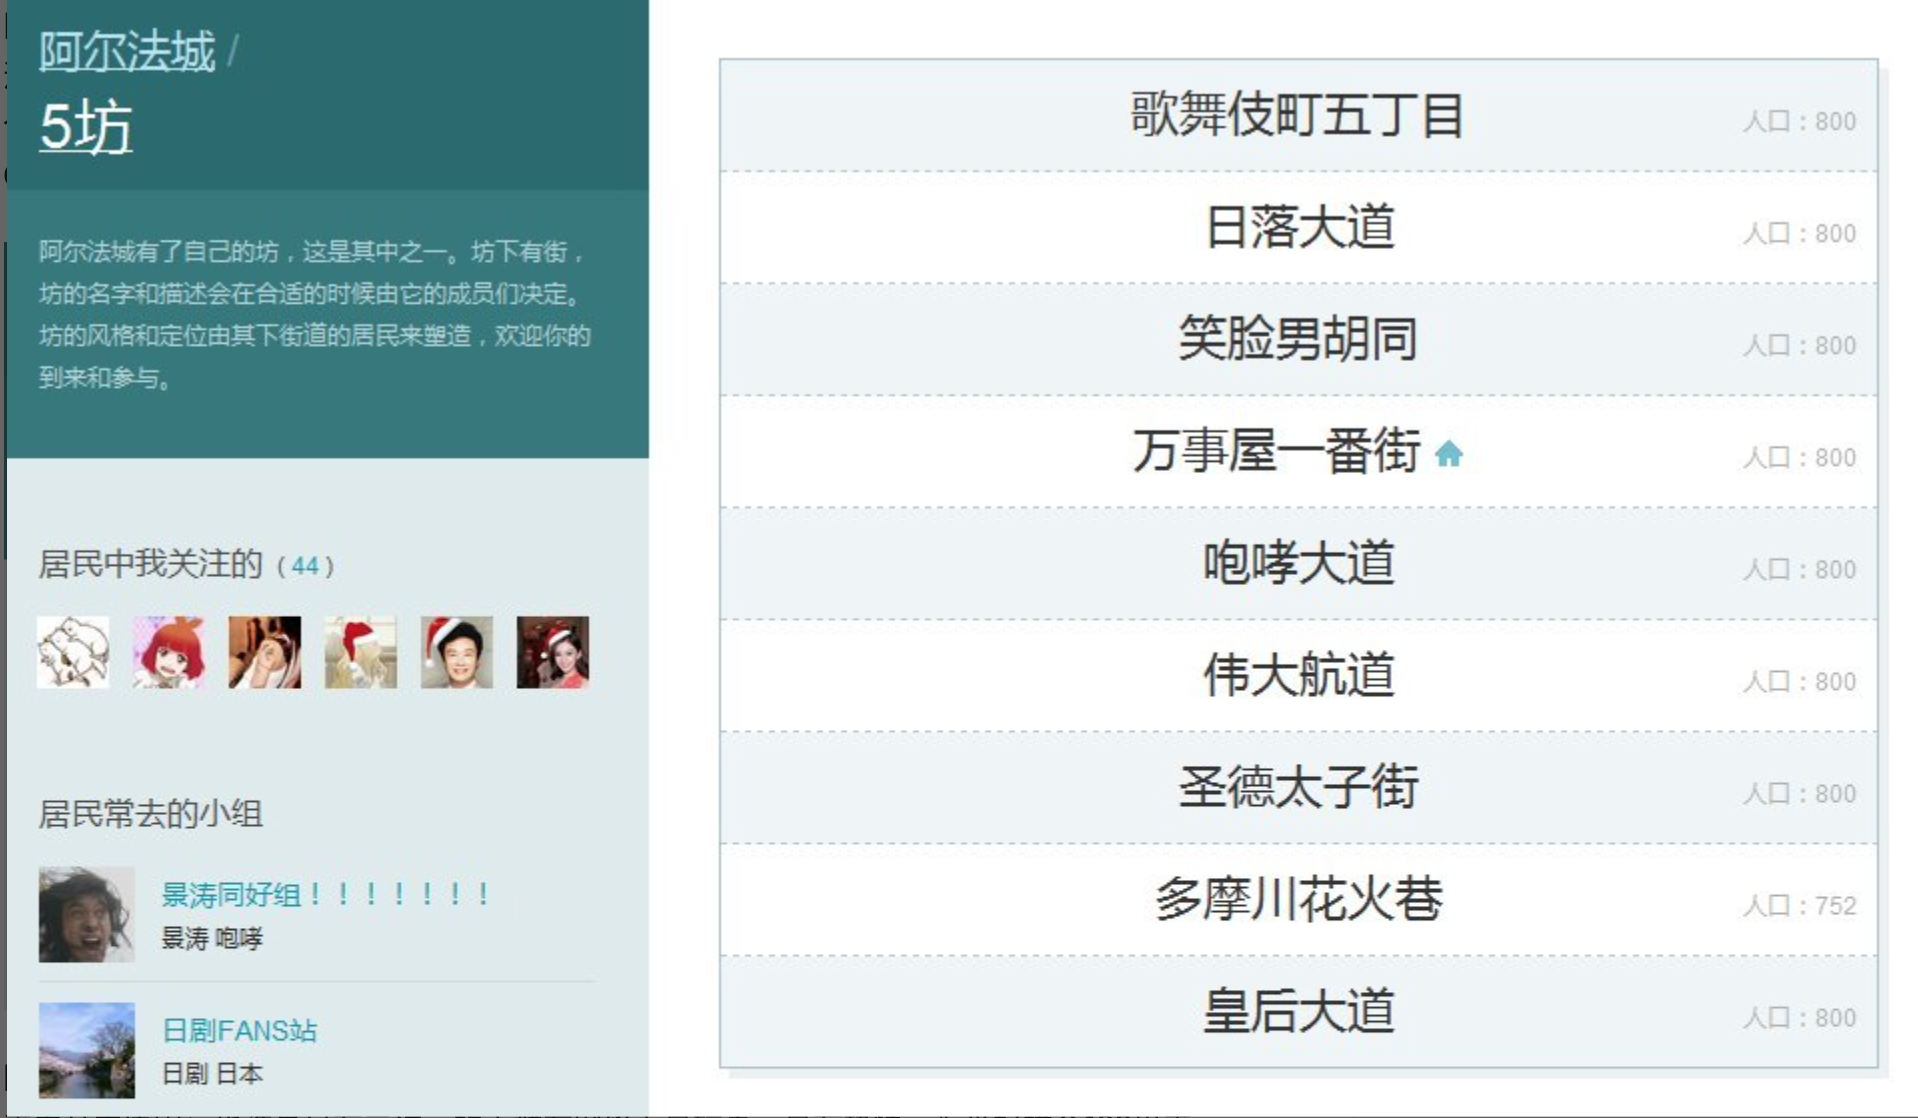 阿尔法城 /
5坊
阿尔法城有了自己的坊，这是其中之一。坊下有街，
坊的名字和描述会在合适的时候由它的成员们决定。
坊的风格和定位由其下街道的居民来塑造，欢迎你的
到来和参与。
居民中我关注的（44）
居民常去的小组
景涛同好组！！！！！！！
景涛 咆哮
日剧FANS站
日剧 日本
歌舞伎町五丁目 人口：800
日落大道 人口：800
笑脸男胡同 人口：800
万事屋一番街 人口：800
咆哮大道 人口：800
伟大航道 人口：800
圣德太子街 人口：800
多摩川花火巷 人口：752
皇后大道 人口：800